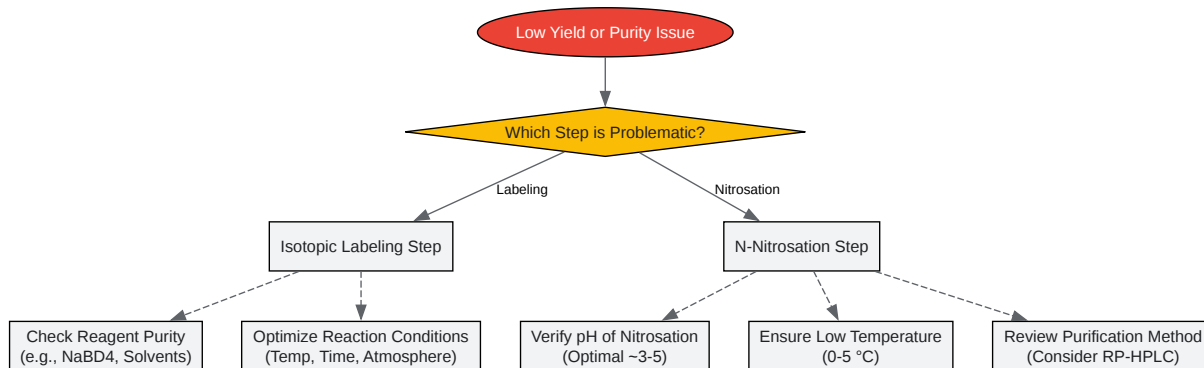 Low Yield or Purity Issue
Which Step is Problematic?
Labeling
Nitrosation
Isotopic Labeling Step
N-Nitrosation Step
Check Reagent Purity
(e.g., NaBD4, Solvents)
Optimize Reaction Conditions
(Temp, Time, Atmosphere)
Verify pH of Nitrosation
(Optimal ~3-5)
Ensure Low Temperature
(0-5 °C)
Review Purification Method
(Consider RP-HPLC)